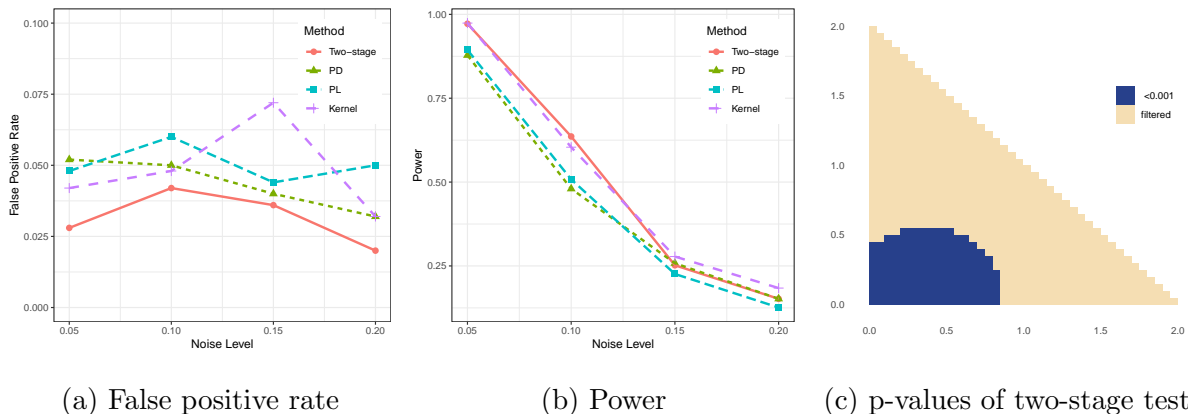 0.100
0.075
0.050
0.025
0.000
False Positive Rate
Method
Two-stage
PD
PL
Kernel
0.05
0.10
0.15
0.20
Noise Level
(a) False positive rate
1.00
0.75
0.50
0.25
Power
Method
Two-stage
PD
PL
Kernel
0.05
0.10
0.15
0.20
Noise Level
(b) Power
2.0
1.5
1.0
0.5
0.0
<0.001
filtered
0.0
0.5
1.0
1.5
2.0
(c) p-values of two-stage test